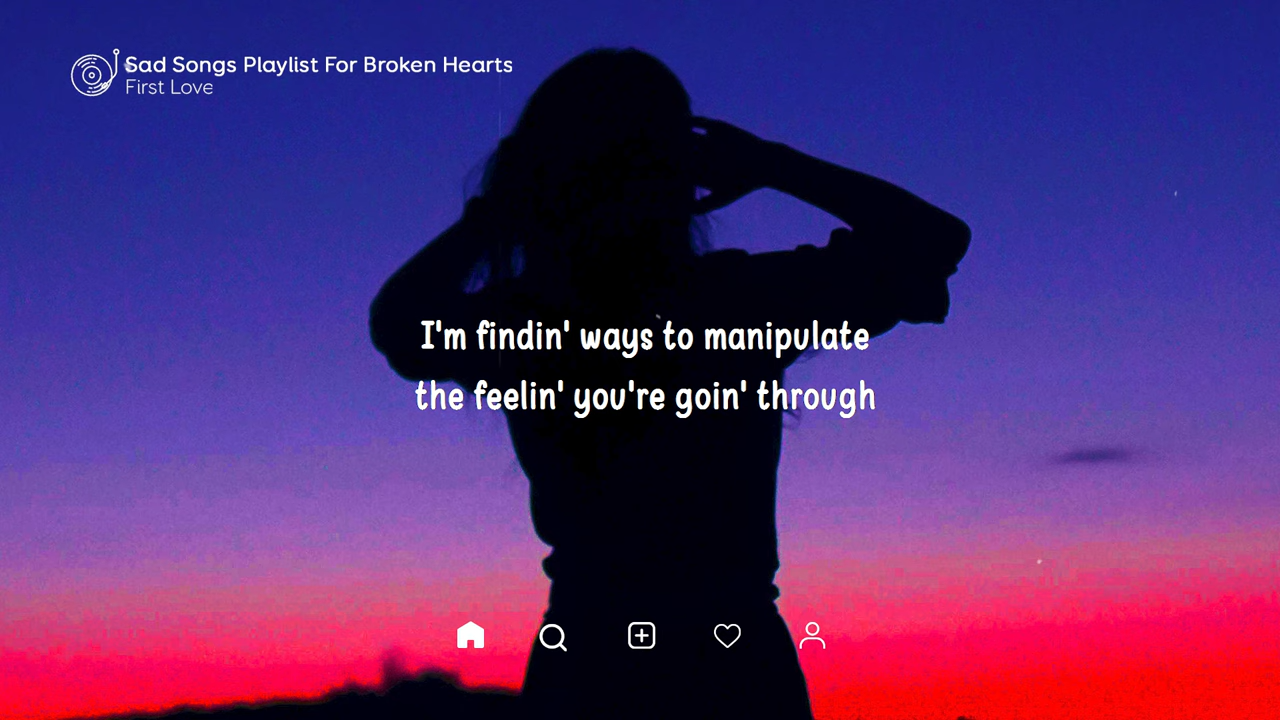 Sad Songs Playlist For Broken Hearts
First Love
I'm findin' ways to manipulate
the feelin' you're goin' through